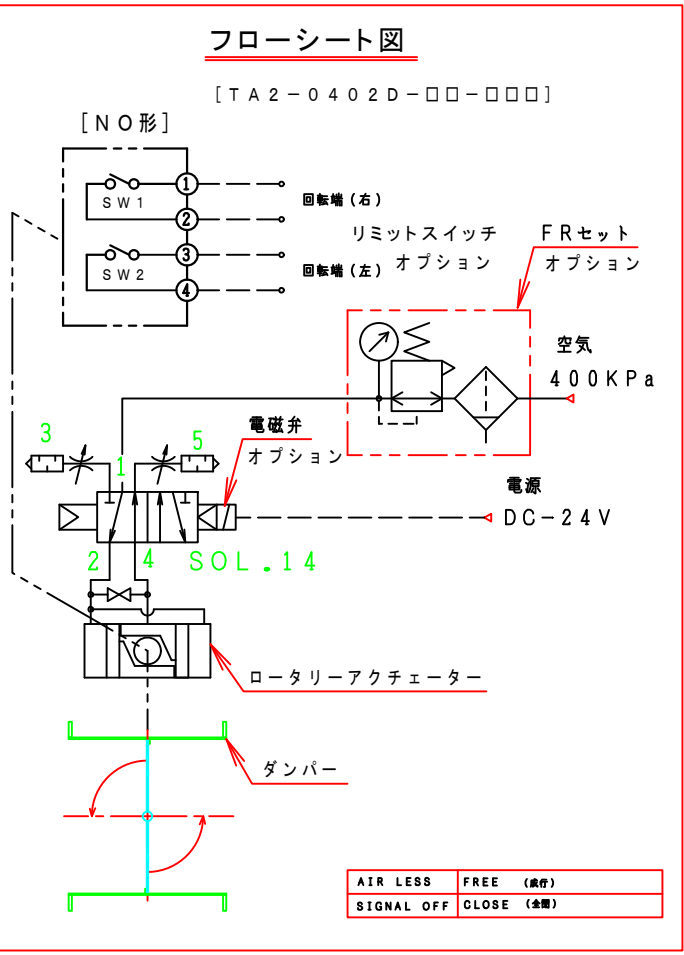 フローシート図
[TA2-0402D-□□-□□□]
[NO形]
SW1
1
2
回転端(右)
SW2
3
4
回転端(左)
リミットスイッチ
オプション
FRセット
オプション
空気
400KPa
電磁弁
オプション
3
1
5
電源
DC-24V
2
4
SOL.14
ロータリーアクチェーター
ダンパー
AIR LESS FREE (成行)
SIGNAL OFF CLOSE (全閉)